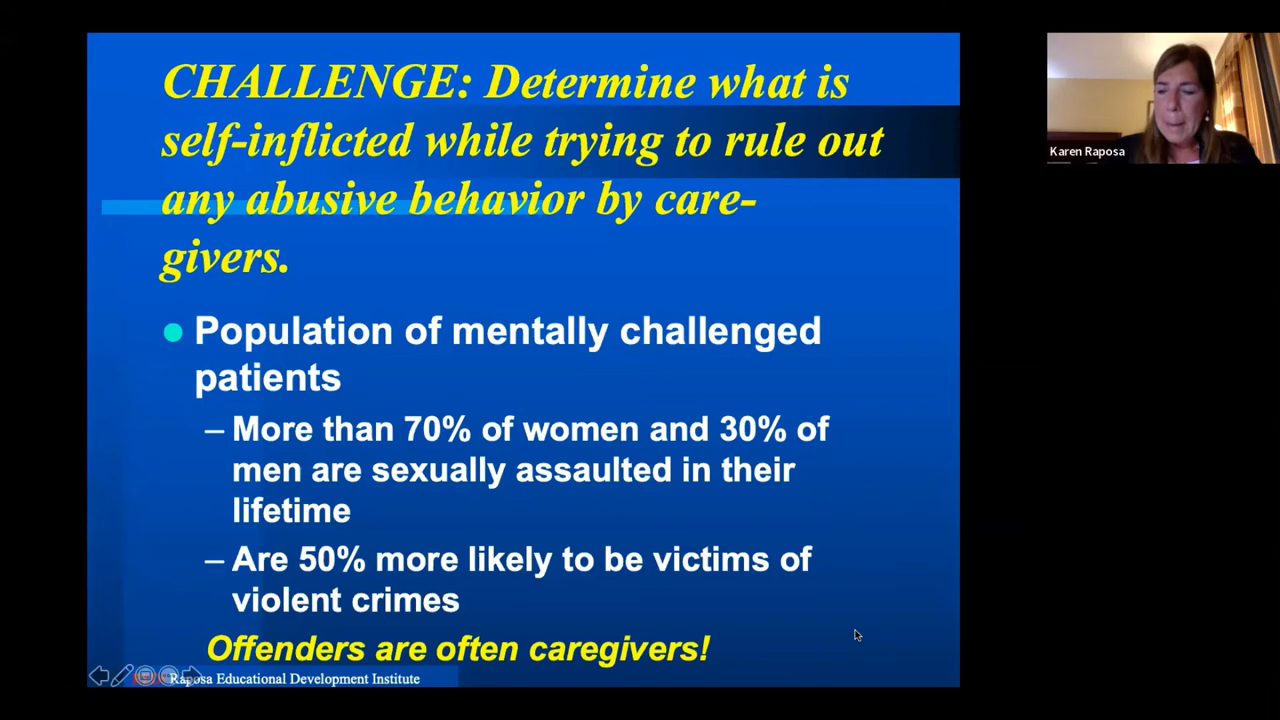 CHALLENGE: Determine what is
self-inflicted while trying to rule out
any abusive behavior by care-
givers.
Population of mentally challenged
patients
– More than 70% of women and 30% of
men are sexually assaulted in their
lifetime
– Are 50% more likely to be victims of
violent crimes
Offenders are often caregivers!
Raposa Educational Development Institute
Karen Raposa